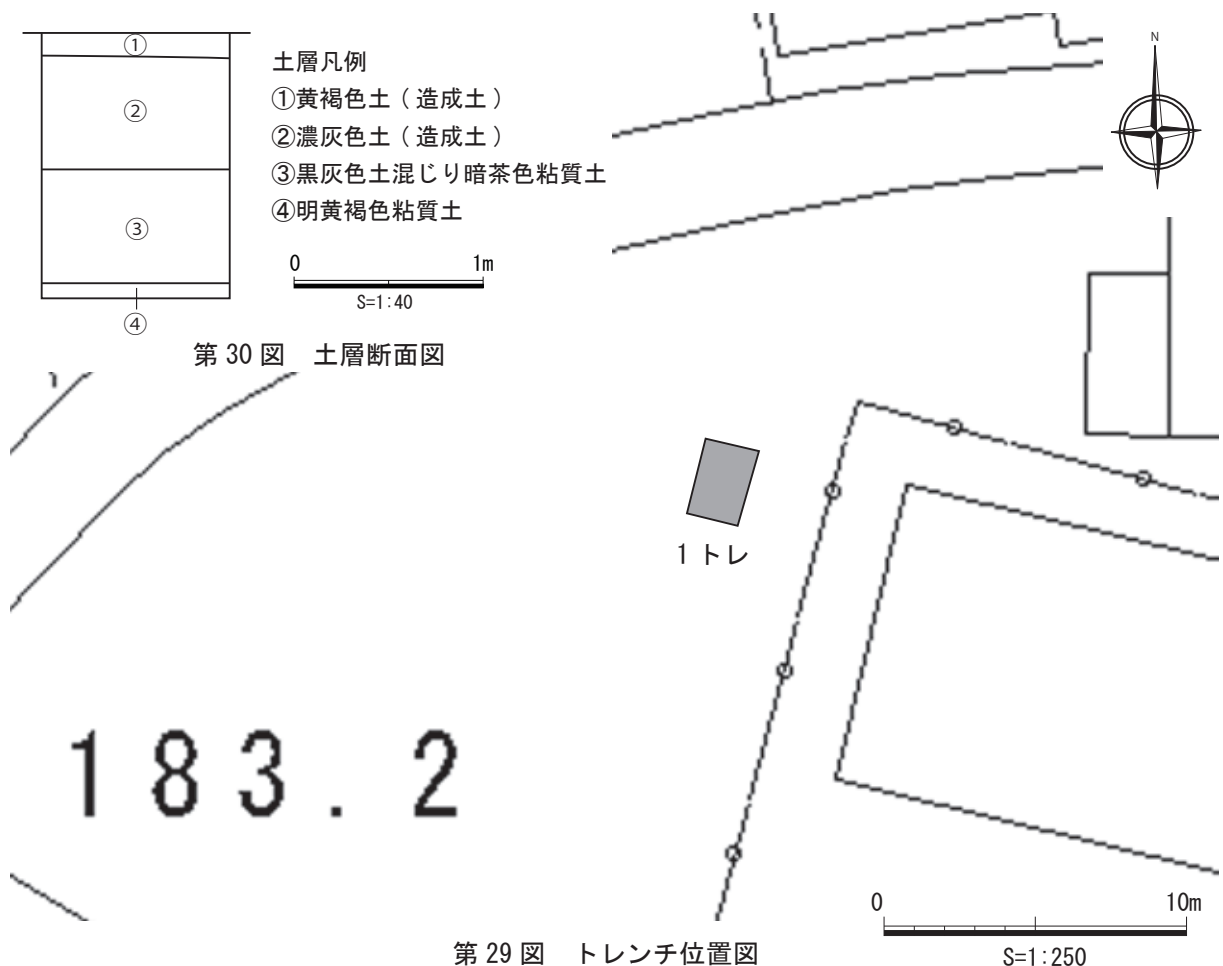 ①
②
③
④
土層凡例
①黄褐色土(造成土)
②濃灰色土(造成土)
③黒灰色土混じり暗茶色粘質土
④明黄褐色粘質土
0 1m
S=1:40
第30図 土層断面図
N
1トレ
183.2
0 10m
S=1:250
第29図 トレンチ位置図